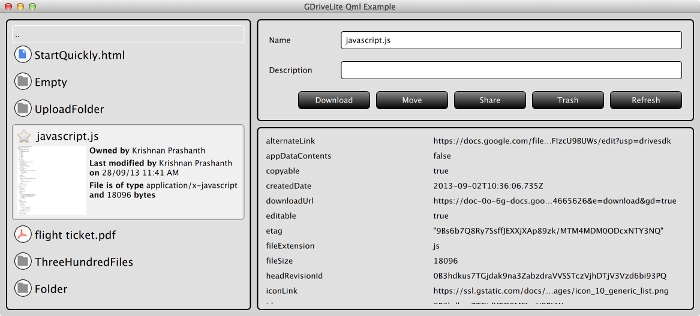 GDriveLite Qml Example
..
StartQuickly.html
Empty
UploadFolder
javascript.js
Owned by Krishnan Prashanth
Last modified by Krishnan Prashanth
on 28/09/13 11:41 AM
File is of type application/x-javascript
and 18096 bytes
flight ticket.pdf
ThreeHundredFiles
Folder
Name javascript.js
Description
Download Move Share Trash Refresh
alternateLink https://docs.google.com/file...FIzcU9BUWs/edit?usp=drivesdk
appDataContents false
copyable true
createdDate 2013-09-02T10:36:06.735Z
downloadUrl https://doc-0o-6g-docs.goo...4665626&e=download&gd=true
editable true
etag "9Bs6b7Q8Ry7SsffJEXXjXAp89zk/MTM4MDM0ODcxNTY3NQ"
fileExtension js
fileSize 18096
headRevisionId 0B3hdkus7TGjdak9na3ZabzdraVVSSTczVjhDTjV3Vzd6bi93PQ
iconLink https://ssl.gstatic.com/docs/...ages/icon_10_generic_list.png